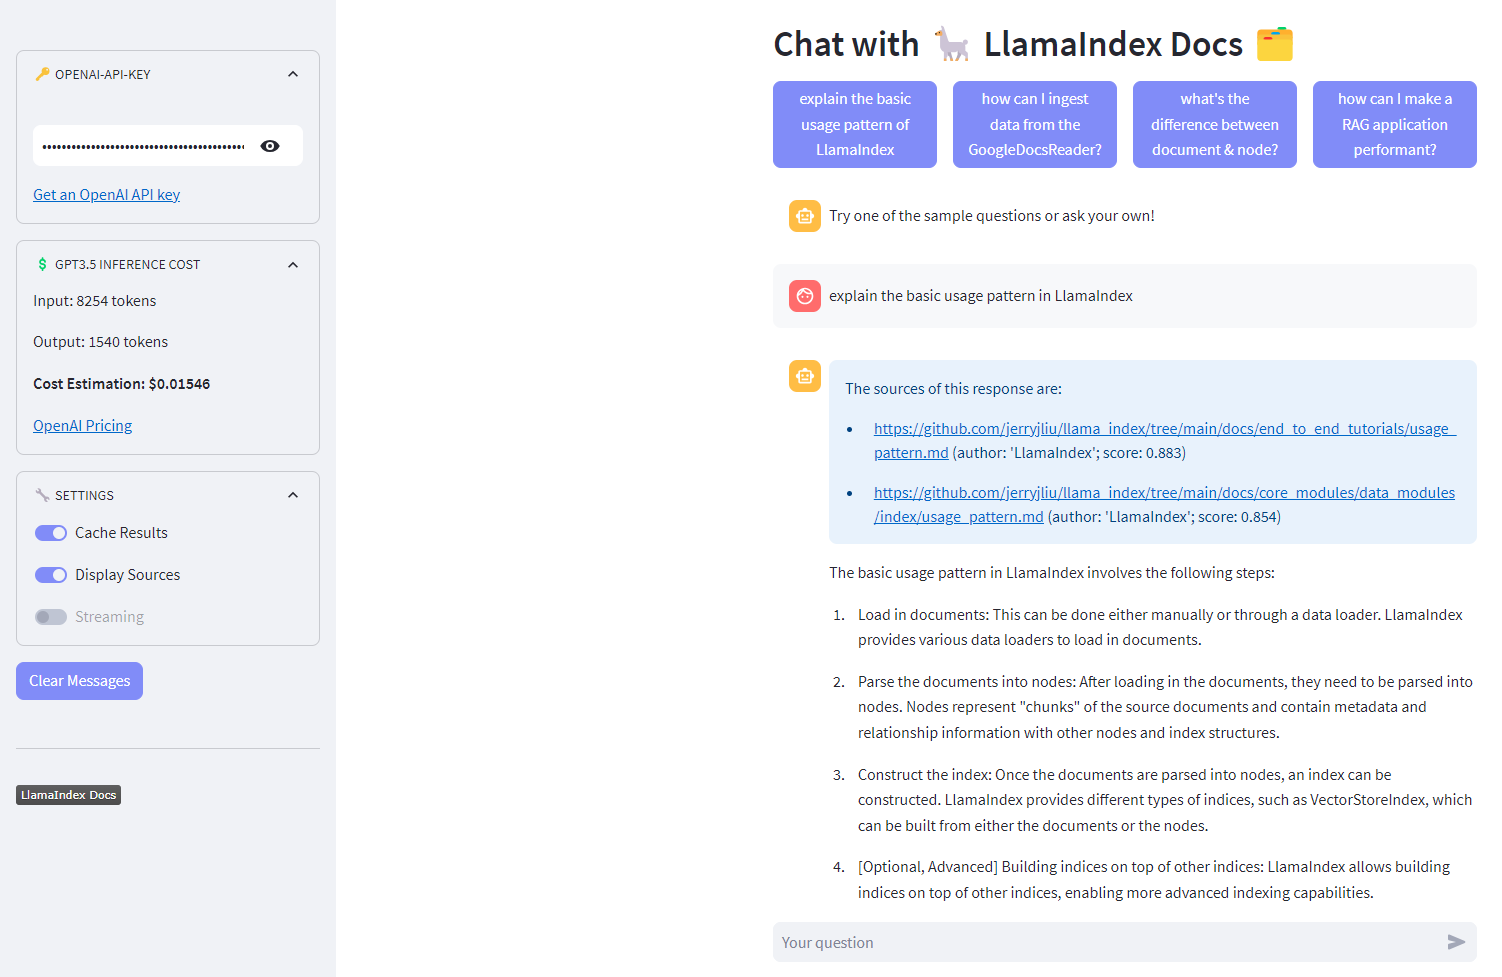 OPENAI-API-KEY
Get an OpenAI API key
GPT3.5 INFERENCE COST
Input: 8254 tokens
Output: 1540 tokens
Cost Estimation: $0.01546
OpenAI Pricing
SETTINGS
Cache Results
Display Sources
Streaming
Clear Messages
LlamaIndex Docs
Chat with 🦙 LlamaIndex Docs 🗂️
explain the basic
usage pattern of
LlamaIndex
how can I ingest
data from the
GoogleDocsReader?
what's the
difference between
document & node?
how can I make a
RAG application
performant?
Try one of the sample questions or ask your own!
explain the basic usage pattern in LlamaIndex
The sources of this response are:
• https://github.com/jerryjliu/llama_index/tree/main/docs/end_to_end_tutorials/usage_
pattern.md (author: 'LlamaIndex'; score: 0.883)
• https://github.com/jerryjliu/llama_index/tree/main/docs/core_modules/data_modules
/index/usage_pattern.md (author: 'LlamaIndex'; score: 0.854)
The basic usage pattern in LlamaIndex involves the following steps:
1. Load in documents: This can be done either manually or through a data loader. LlamaIndex
provides various data loaders to load in documents.
2. Parse the documents into nodes: After loading in the documents, they need to be parsed into
nodes. Nodes represent "chunks" of the source documents and contain metadata and
relationship information with other nodes and index structures.
3. Construct the index: Once the documents are parsed into nodes, an index can be
constructed. LlamaIndex provides different types of indices, such as VectorStoreIndex, which
can be built from either the documents or the nodes.
4. [Optional, Advanced] Building indices on top of other indices: LlamaIndex allows building
indices on top of other indices, enabling more advanced indexing capabilities.
Your question